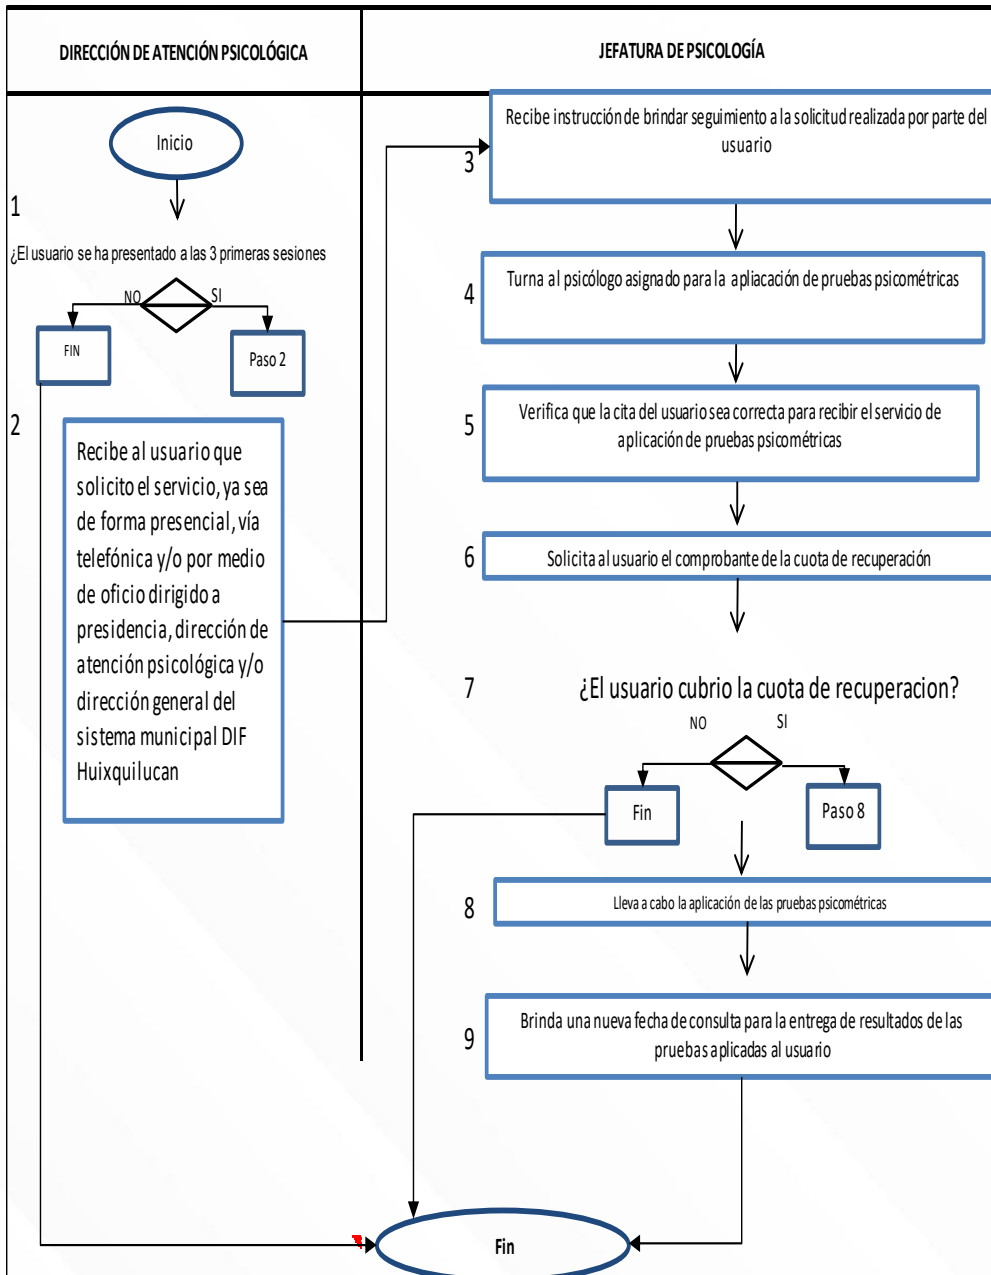 DIRECCIÓN DE ATENCIÓN PSICOLÓGICA
JEFATURA DE PSICOLOGÍA
Inicio
1
¿El usuario se ha presentado a las 3 primeras sesiones
NO
SI
FIN
Paso 2
2
Recibe al usuario que
solicito el servicio, ya sea
de forma presencial, vía
telefónica y/o por medio
de oficio dirigido a
presidencia, dirección de
atención psicológica y/o
dirección general del
sistema municipal DIF
Huixquilucan
3
Recibe instrucción de brindar seguimiento a la solicitud realizada por parte del
usuario
4
Turna al psicólogo asignado para la apliacación de pruebas psicométricas
5
Verifica que la cita del usuario sea correcta para recibir el servicio de
aplicación de pruebas psicométricas
6
Solicita al usuario el comprobante de la cuota de recuperación
7
¿El usuario cubrio la cuota de recuperacion?
NO
SI
Fin
Paso 8
8
Lleva a cabo la aplicación de las pruebas psicométricas
9
Brinda una nueva fecha de consulta para la entrega de resultados de las
pruebas aplicadas al usuario
Fin